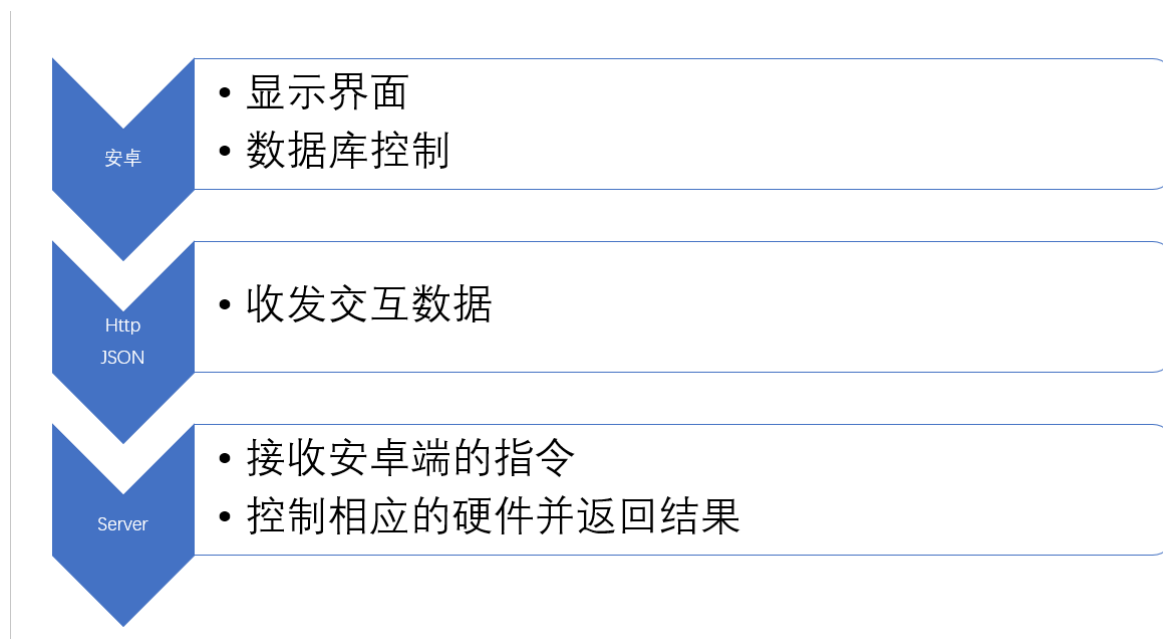 安卓
• 显示界面
• 数据库控制
Http
JSON
• 收发交互数据
Server
• 接收安卓端的指令
• 控制相应的硬件并返回结果